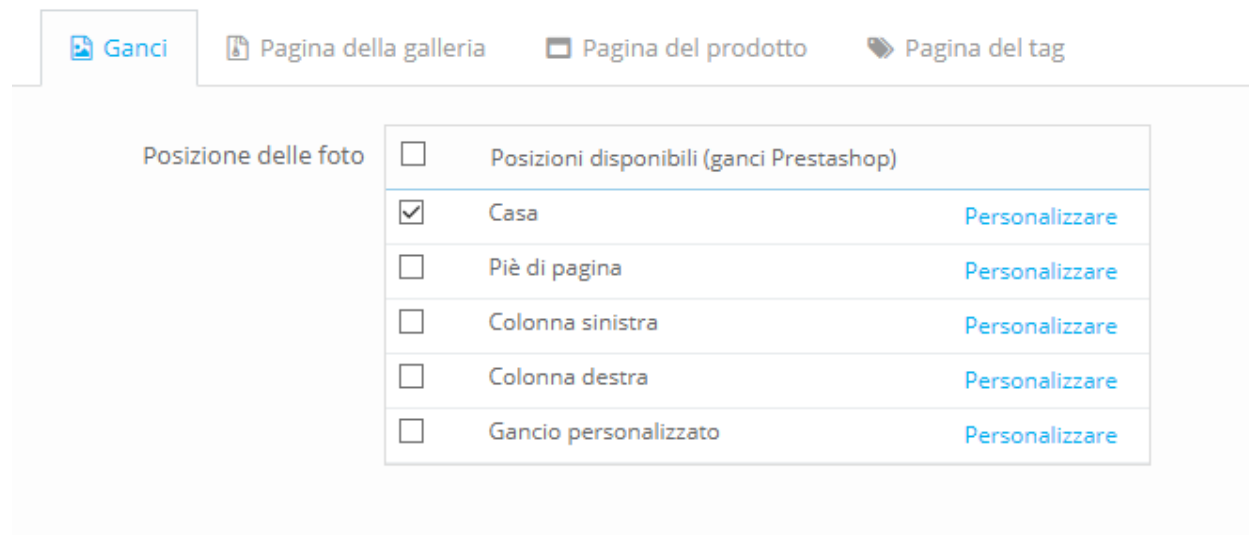 Ganci Pagina della galleria Pagina del prodotto Pagina del tag
Posizione delle foto Posizioni disponibili (ganci Prestashop)
Casa Personalizzare
Piè di pagina Personalizzare
Colonna sinistra Personalizzare
Colonna destra Personalizzare
Gancio personalizzato Personalizzare